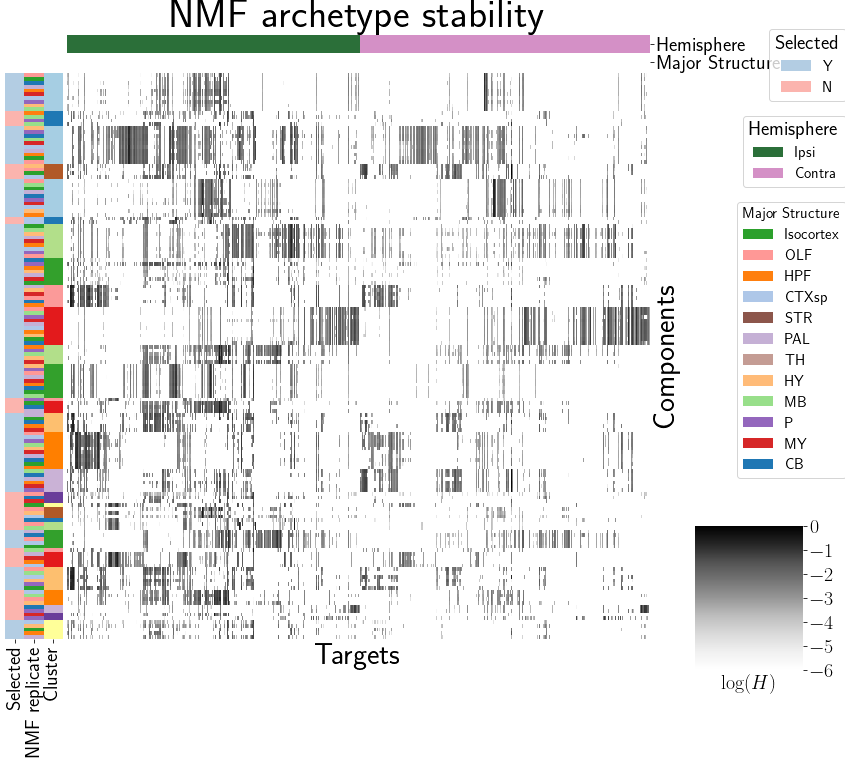 NMF archetype stability
Hemisphere
Major Structure
Selected
Y
N
Hemisphere
Ipsi
Contra
Major Structure
Isocortex
OLF
HPF
CTXsp
STR
PAL
TH
HY
MB
P
MY
CB
Components
0
−1
−2
−3
−4
−5
−6
log(H)
Targets
Selected
NMF replicate
Cluster